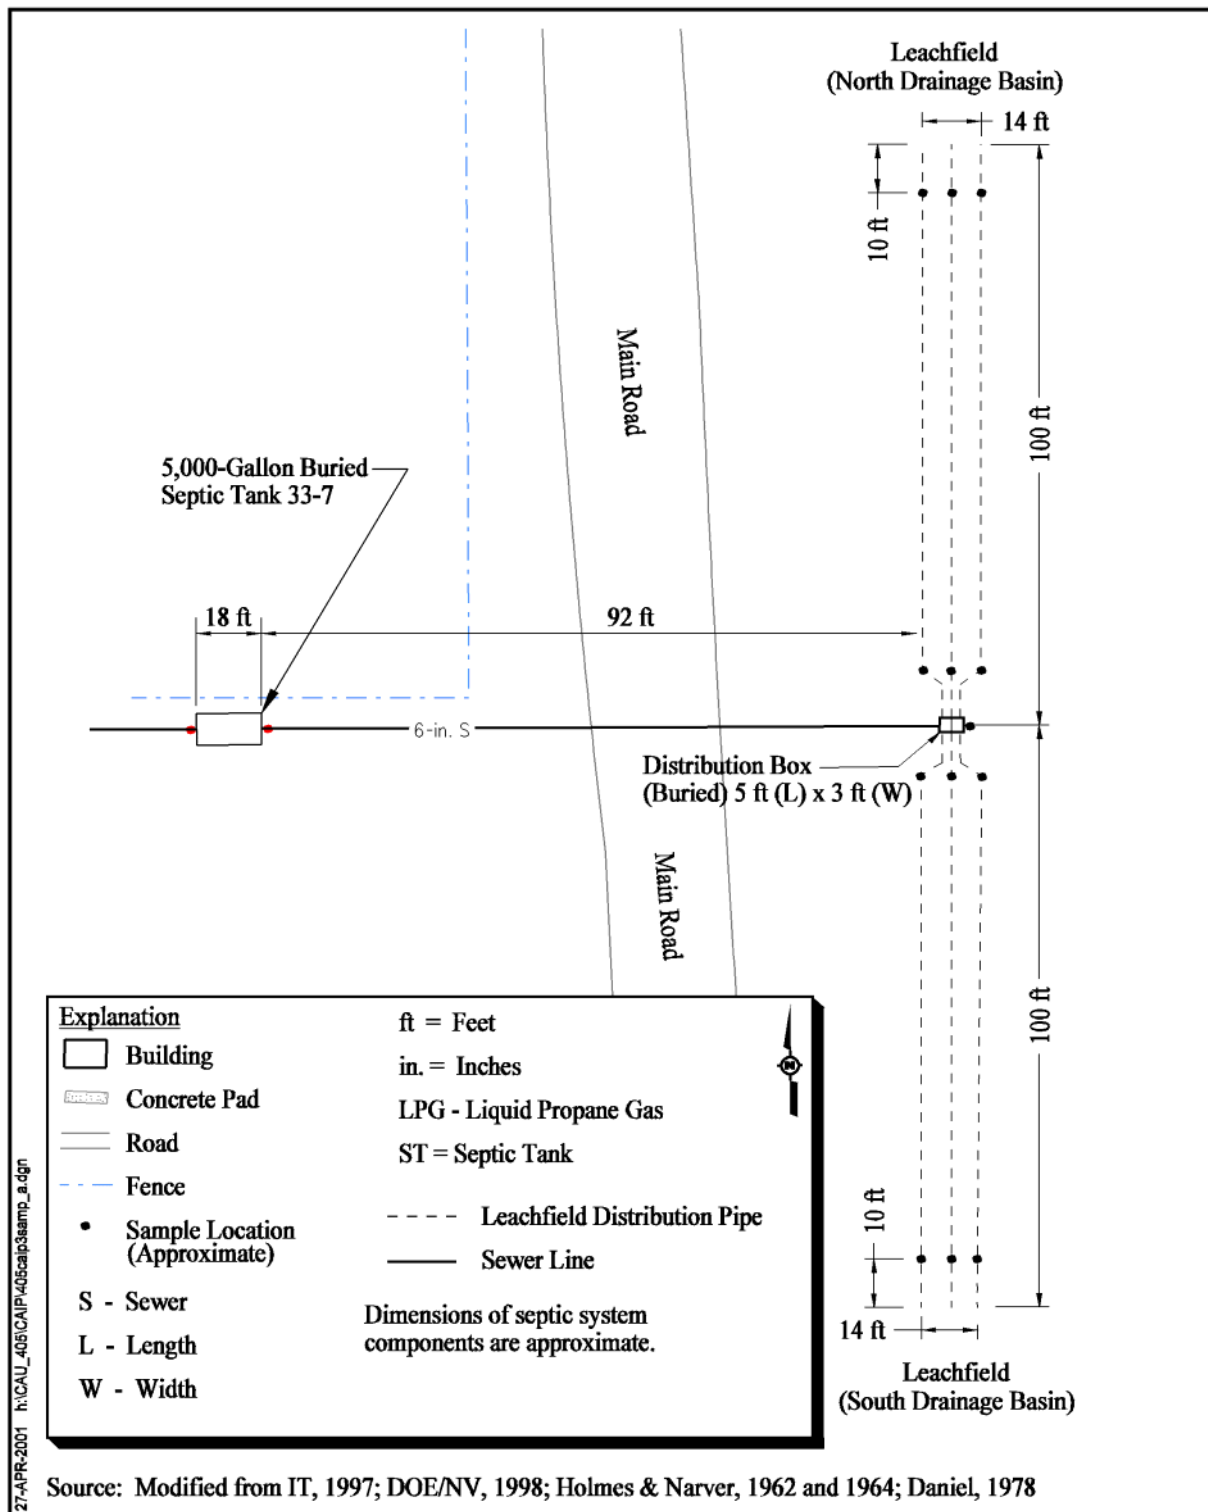 Leachfield
(North Drainage Basin)
14 ft
10 ft
100 ft
Main Road
5,000-Gallon Buried
Septic Tank 33-7
18 ft
92 ft
6-in. S
Distribution Box
(Buried) 5 ft (L) x 3 ft (W)
Main Road
100 ft
10 ft
14 ft
Leachfield
(South Drainage Basin)
Explanation
Building
Concrete Pad
Road
Fence
Sample Location
(Approximate)
S - Sewer
L - Length
W - Width
ft = Feet
in. = Inches
LPG - Liquid Propane Gas
ST = Septic Tank
Leachfield Distribution Pipe
Sewer Line
Dimensions of septic system
components are approximate.
N
27-APR-2001 h:\CAU_405\CAIP\405caip3samp_a.dgn
Source: Modified from IT, 1997; DOE/NV, 1998; Holmes & Narver, 1962 and 1964; Daniel, 1978